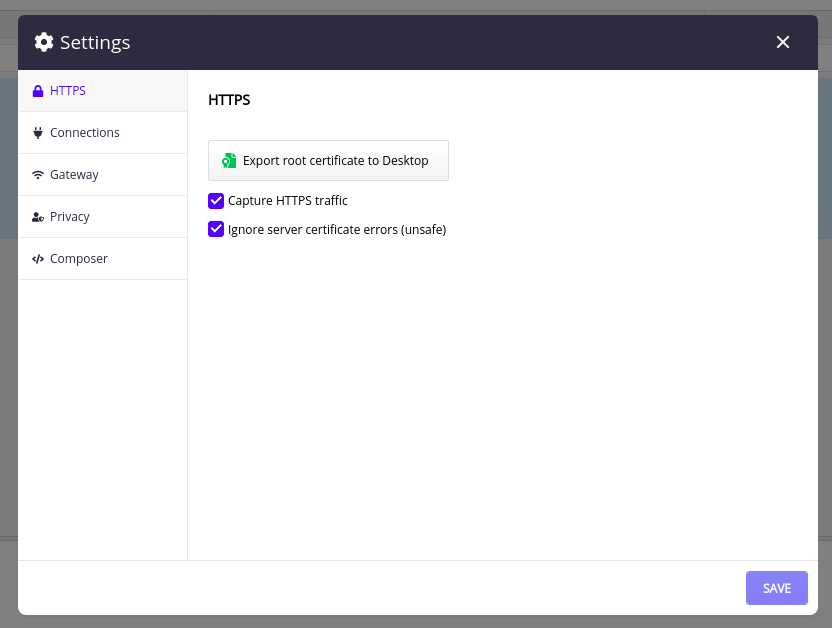 Settings
HTTPS
Connections
Gateway
Privacy
Composer
HTTPS
Export root certificate to Desktop
Capture HTTPS traffic
Ignore server certificate errors (unsafe)
SAVE